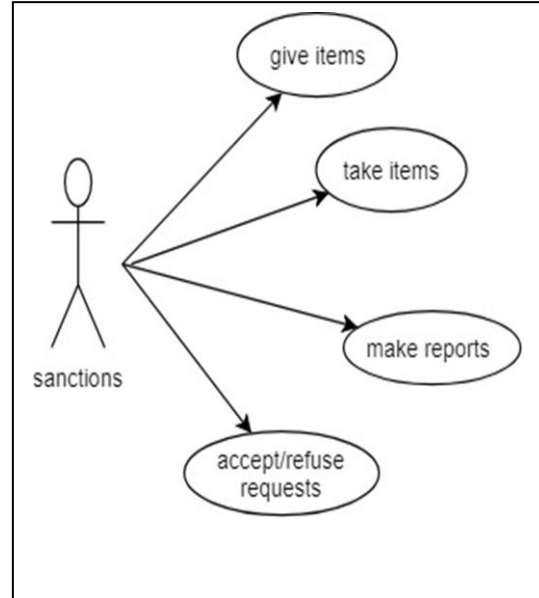 give items
take items
make reports
sanctions
accept/refuse
requests